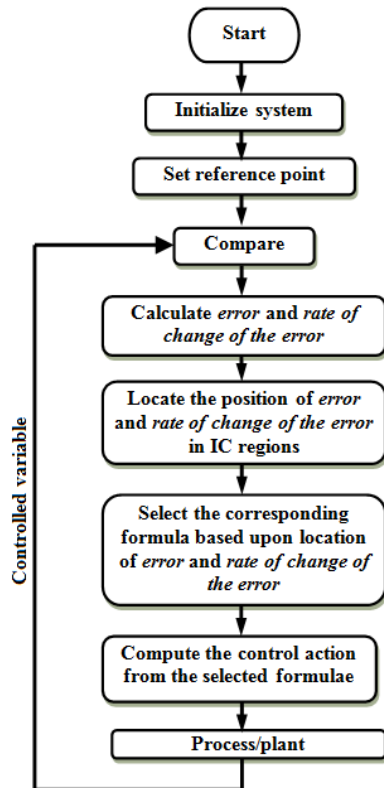 Start
Initialize system
Set reference point
Compare
Calculate error and rate of
change of the error
Locate the position of error
and rate of change of the error
in IC regions
Select the corresponding
formula based upon location
of error and rate of change of
the error
Compute the control action
from the selected formulae
Process/plant
Controlled variable